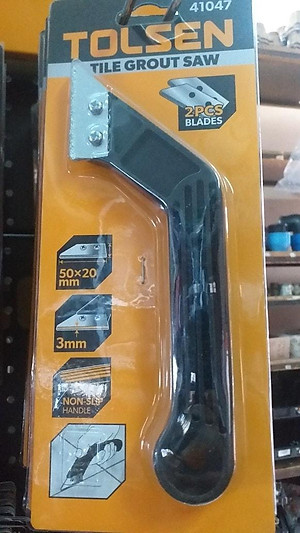 41047
TOLSEN
TILE GROUT SAW
2PCS
BLADES
50×20
mm
3mm
NON-SLIP
HANDLE